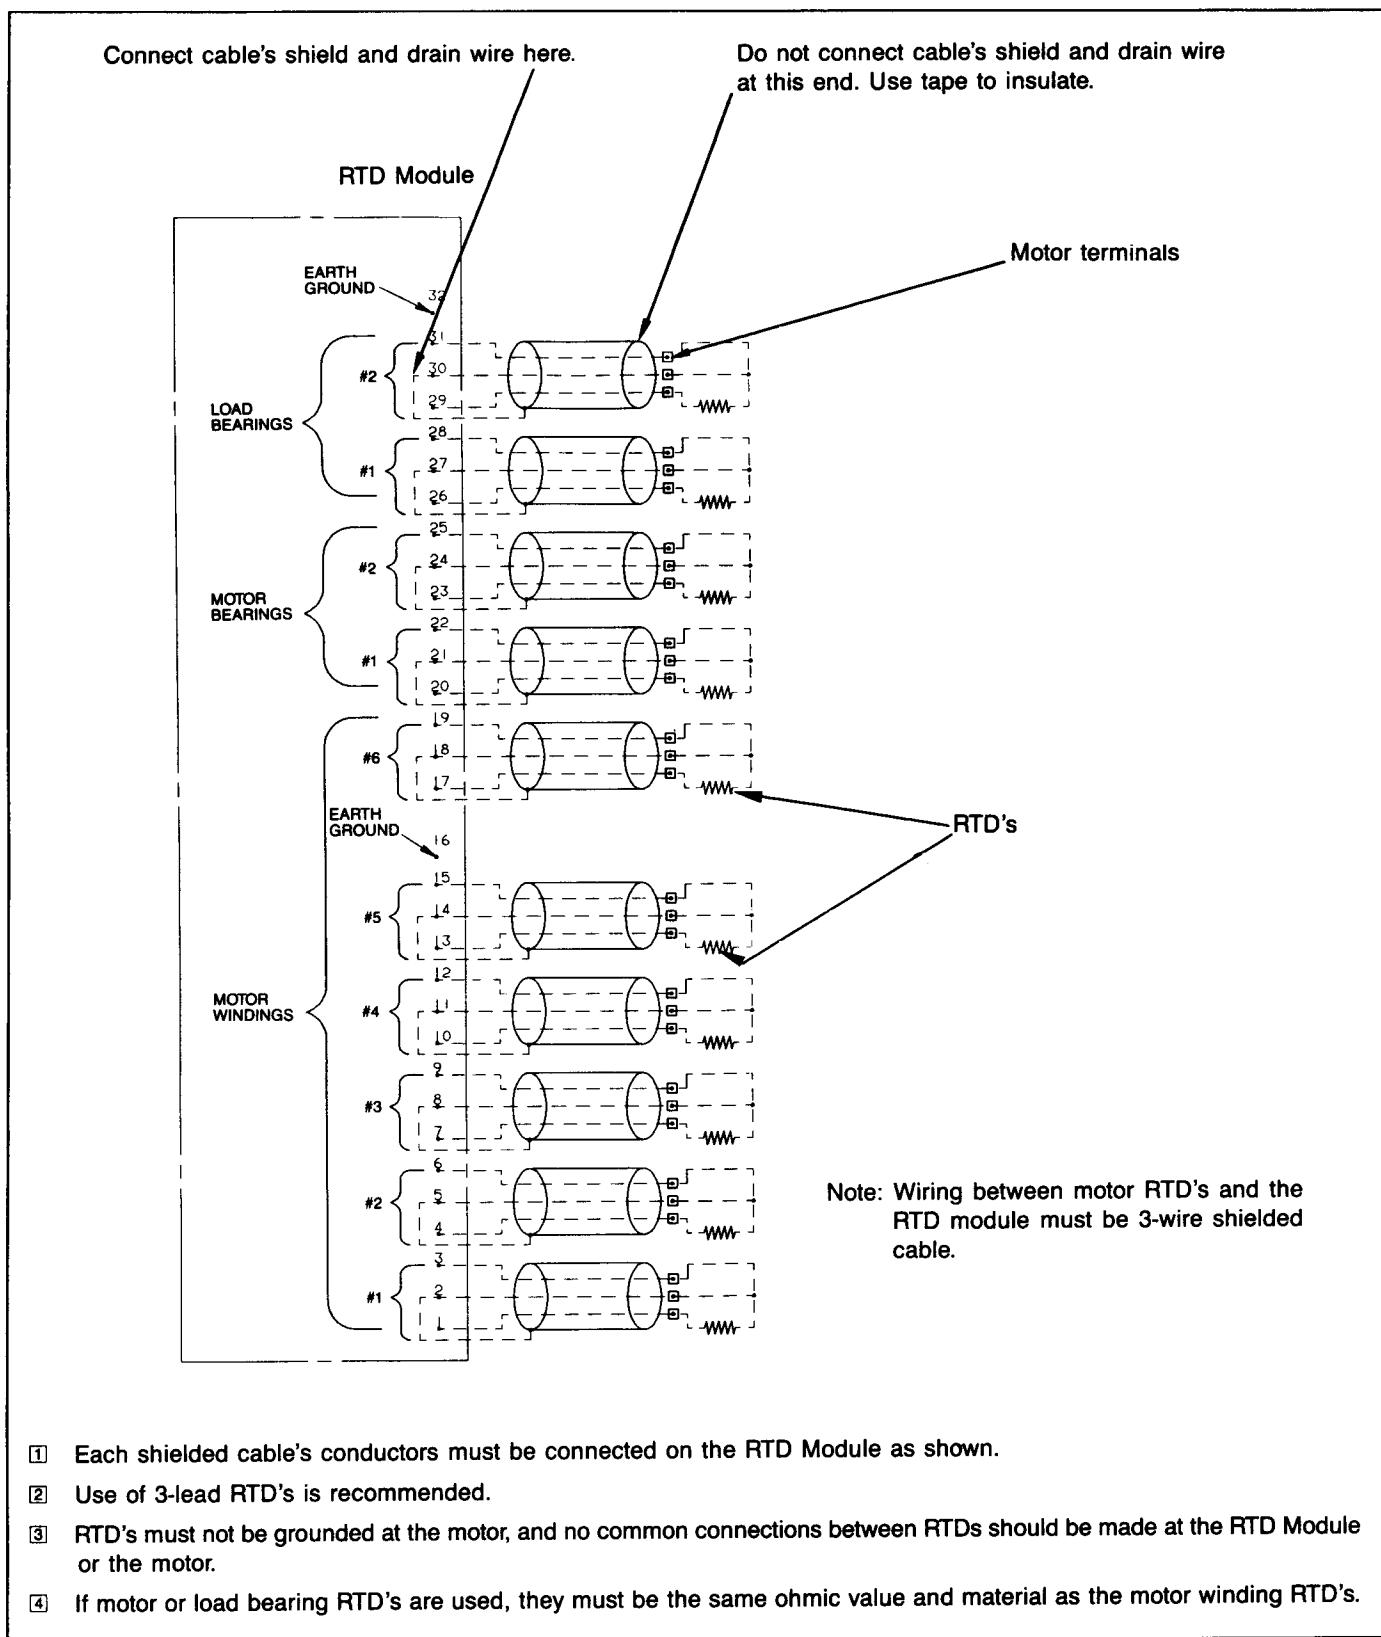 Connect cable's shield and drain wire here.
Do not connect cable's shield and drain wire
at this end. Use tape to insulate.
RTD Module
Motor terminals
EARTH
GROUND
32
31
#2
30
29
LOAD
BEARINGS
28
#1
27
26
25
#2
24
23
MOTOR
BEARINGS
22
#1
21
20
19
#6
18
17
EARTH
GROUND
16
RTD's
15
#5
14
13
12
MOTOR
WINDINGS
#4
11
10
9
#3
8
7
6
#2
5
4
Note: Wiring between motor RTD's and the
RTD module must be 3-wire shielded
cable.
3
#1
2
1
1 Each shielded cable's conductors must be connected on the RTD Module as shown.
2 Use of 3-lead RTD's is recommended.
3 RTD's must not be grounded at the motor, and no common connections between RTDs should be made at the RTD Module
or the motor.
4 If motor or load bearing RTD's are used, they must be the same ohmic value and material as the motor winding RTD's.